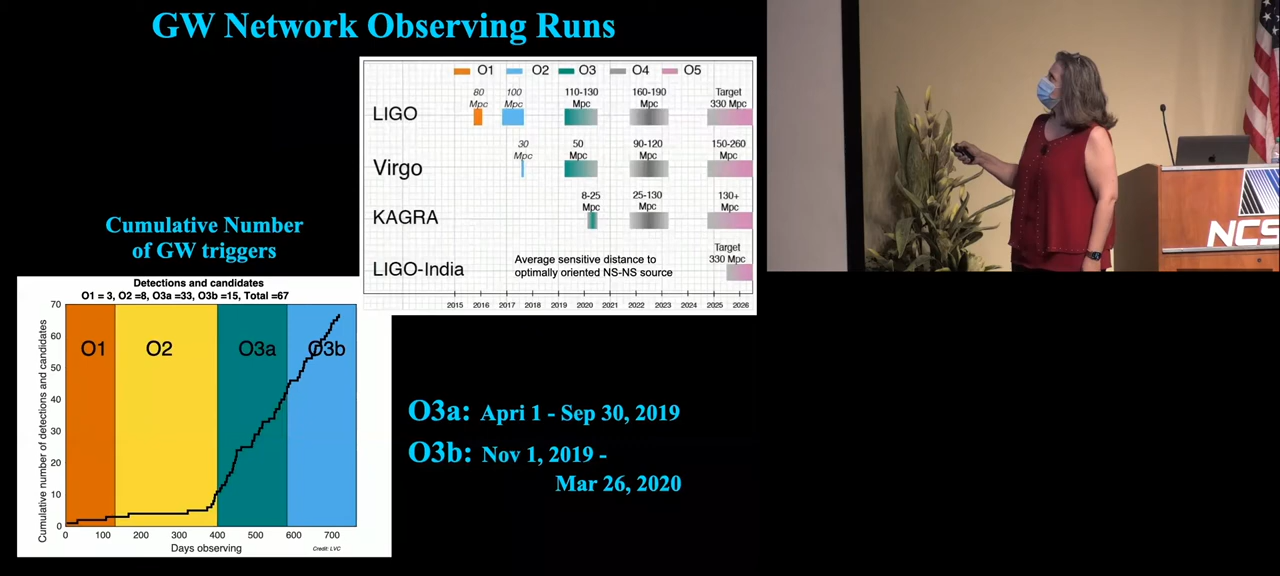 GW Network Observing Runs
O1 O2 O3 O4 O5
80 Mpc 100 Mpc 110-130 Mpc 160-190 Mpc Target 330 Mpc
LIGO
30 Mpc 50 Mpc 90-120 Mpc 150-260 Mpc
Virgo
8-25 Mpc 25-130 Mpc 130+ Mpc
KAGRA
Target 330 Mpc
LIGO-India
Average sensitive distance to
optimally oriented NS-NS source
2015 2016 2017 2018 2019 2020 2021 2022 2023 2024 2025 2026
Cumulative Number
of GW triggers
Detections and candidates
O1 = 3, O2 =8, O3a =33, O3b =15, Total =67
Cumulative number of detections and candidates
70
60
50
40
30
20
10
0
O1 O2 O3a O3b
0 100 200 300 400 500 600 700
Days observing
Credit: LVC
O3a: Apri 1 - Sep 30, 2019
O3b: Nov 1, 2019 -
Mar 26, 2020
NCS